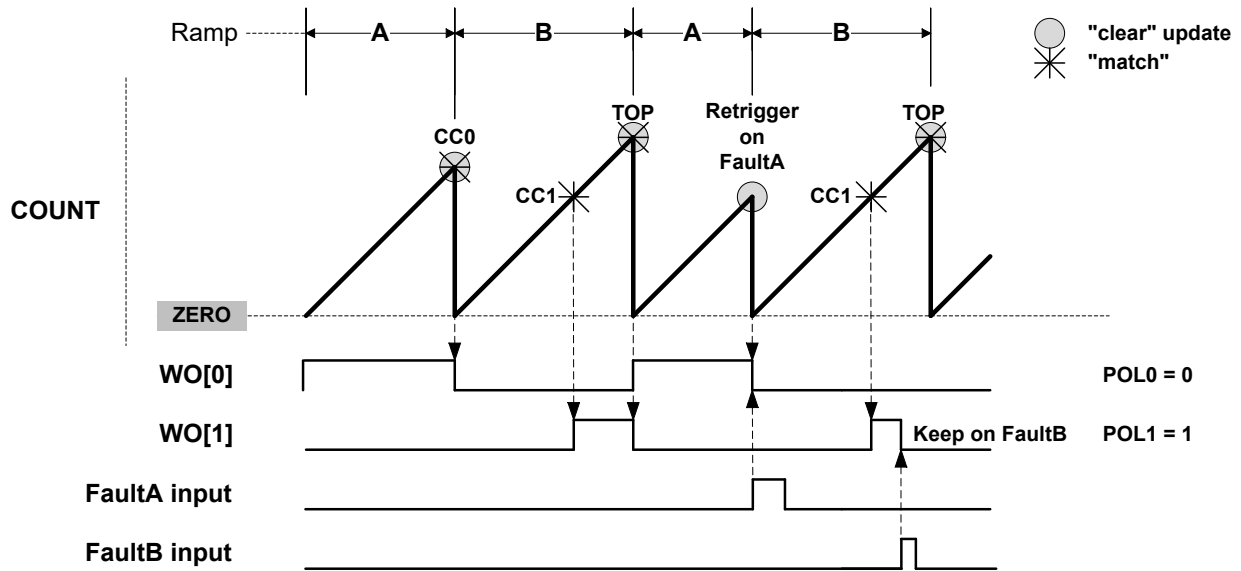 Ramp
A
B
A
B
"clear" update
"match"
CC0
TOP
Retrigger
on
FaultA
TOP
CC1
CC1
COUNT
ZERO
WO[0]
POL0 = 0
WO[1]
Keep on FaultB
POL1 = 1
FaultA input
FaultB input